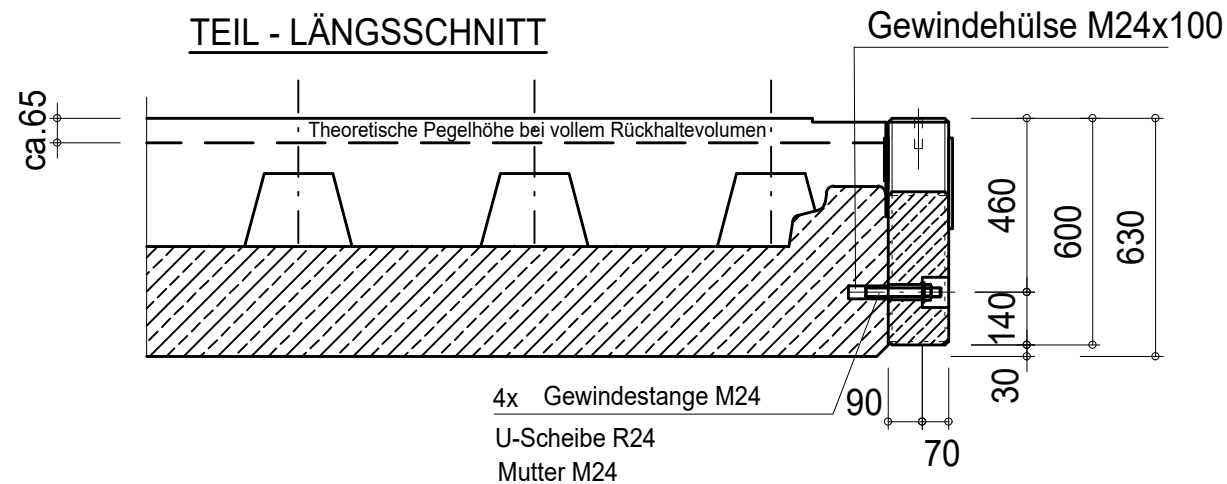 TEIL - LÄNGSSCHNITT
Gewindehülse M24x100
ca.65
Theoretische Pegelhöhe bei vollem Rückhaltevolumen
460
600
630
140
30
4x Gewindestange M24
90
U-Scheibe R24
70
Mutter M24